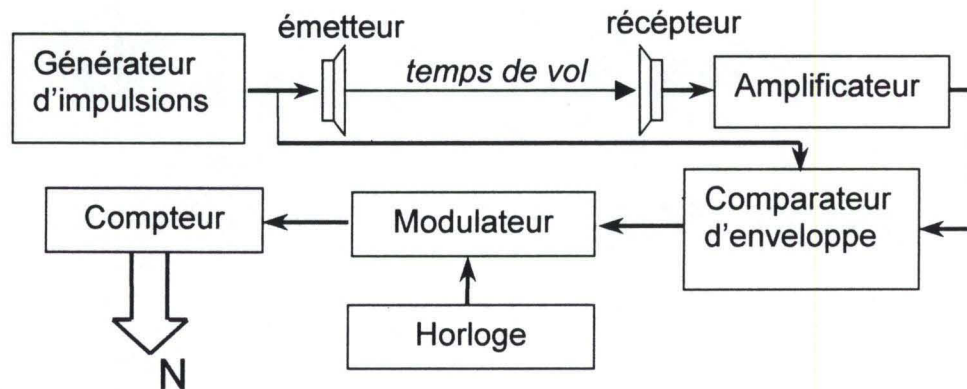 émetteur
récépteur
Générateur
d'impulsions
temps de vol
Amplificateur
Comparateur
d'enveloppe
Modulateur
Compteur
Horloge
N